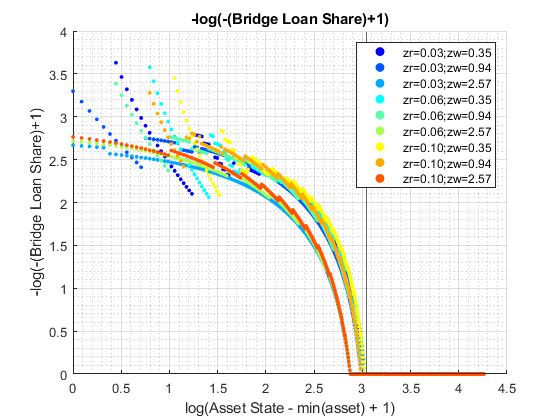 -log(-(Bridge Loan Share)+1)
4
3.5
3
2.5
2
1.5
1
0.5
0
-log(-(Bridge Loan Share)+1)
zr=0.03;zw=0.35
zr=0.03;zw=0.94
zr=0.03;zw=2.57
zr=0.06;zw=0.35
zr=0.06;zw=0.94
zr=0.06;zw=2.57
zr=0.10;zw=0.35
zr=0.10;zw=0.94
zr=0.10;zw=2.57
0 0.5 1 1.5 2 2.5 3 3.5 4 4.5
log(Asset State - min(asset) + 1)